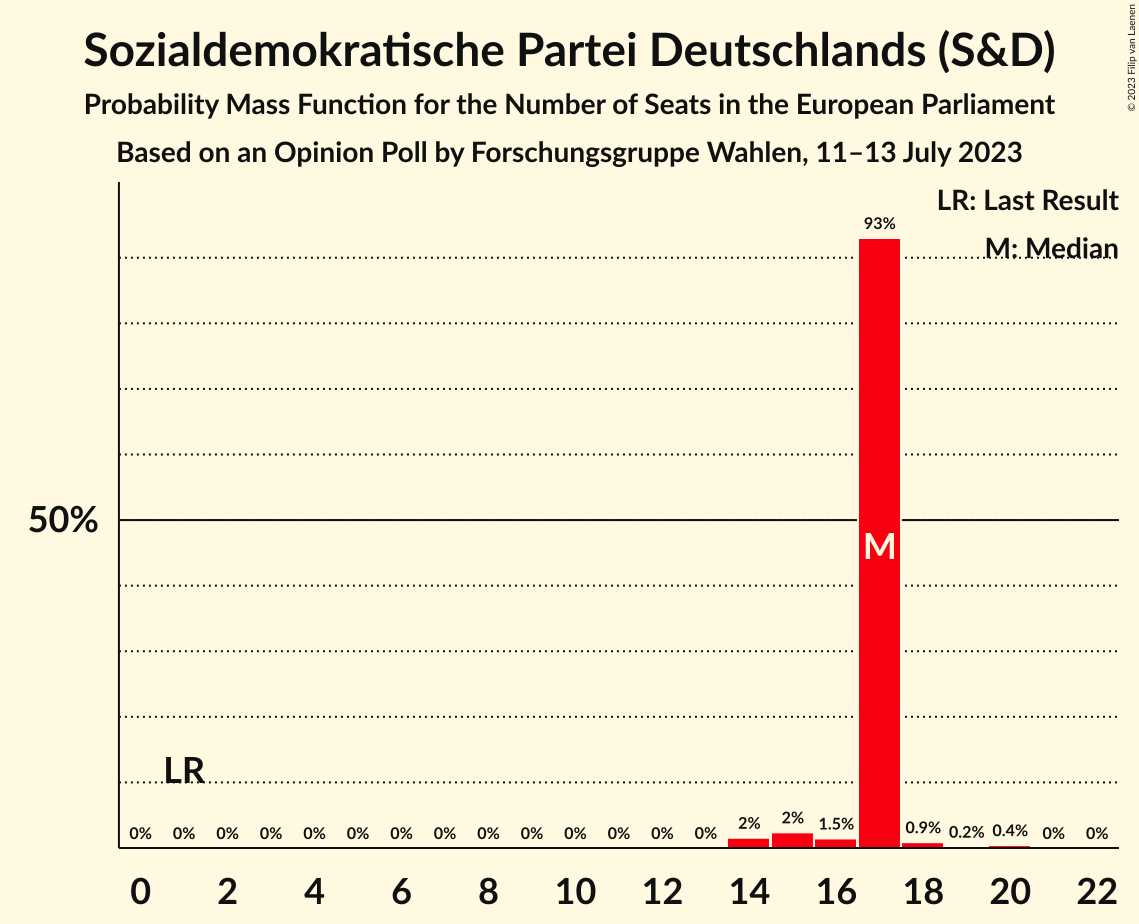 Sozialdemokratische Partei Deutschlands (S&D)
Probability Mass Function for the Number of Seats in the European Parliament
Based on an Opinion Poll by Forschungsgruppe Wahlen, 11–13 July 2023
© 2023 Filip van Laenen
LR: Last Result
M: Median
93%
50%
M
LR
0% 0% 0% 0% 0% 0% 0% 0% 0% 0% 0% 0% 0% 0% 2% 2% 1.5% 0.9% 0.2% 0.4% 0% 0%
0 2 4 6 8 10 12 14 16 18 20 22